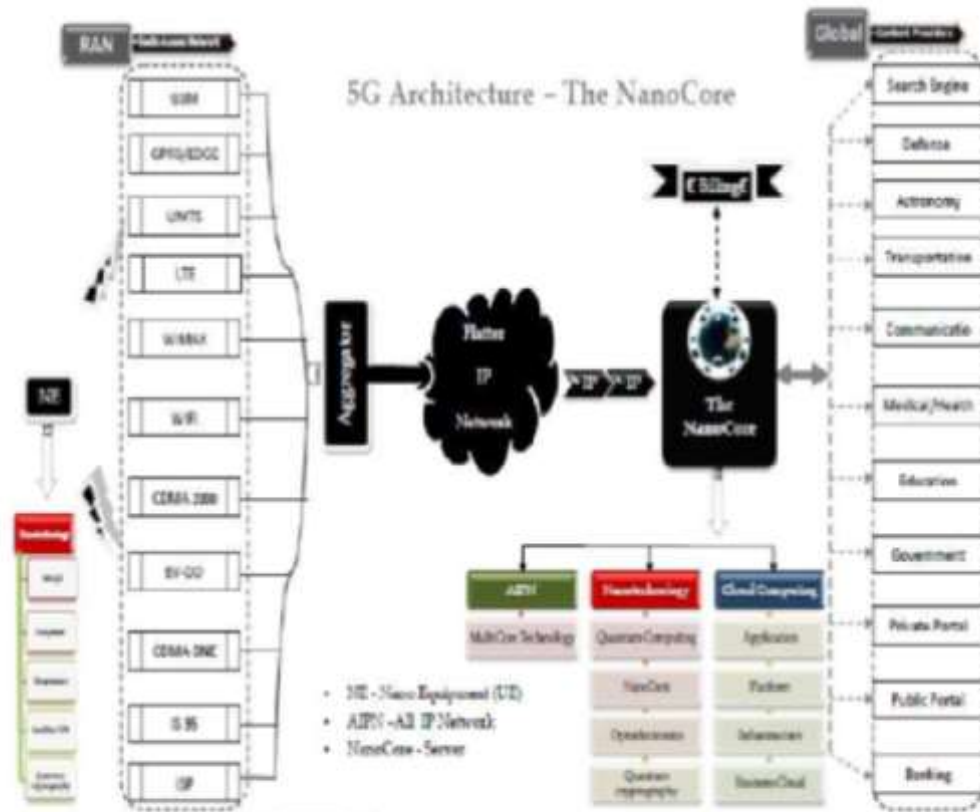 RAN
Global
5G Architecture – The NanoCore
GSM
GPRS/EDGE
UMTS
LTE
WiMAX
WiFi
CDMA 2000
EV-DO
CDMA ONE
IS 95
ISP
NE
Aggregator
Flatter
IP
Network
The
NanoCore
Search Engine
Defense
Astronomy
Transportation
Communicatio
Medical/Health
Education
Government
Private Portal
Public Portal
Banking
AIPN
MultiCore Technology
Nanotechnology
Quantum Computing
NanoCore
Quantum
cryptography
Cloud Computing
Application
Platform
Infrastructure
• NE - Nano Equipment (UE)
• AIPN - All IP Network
• NanoCore - Server